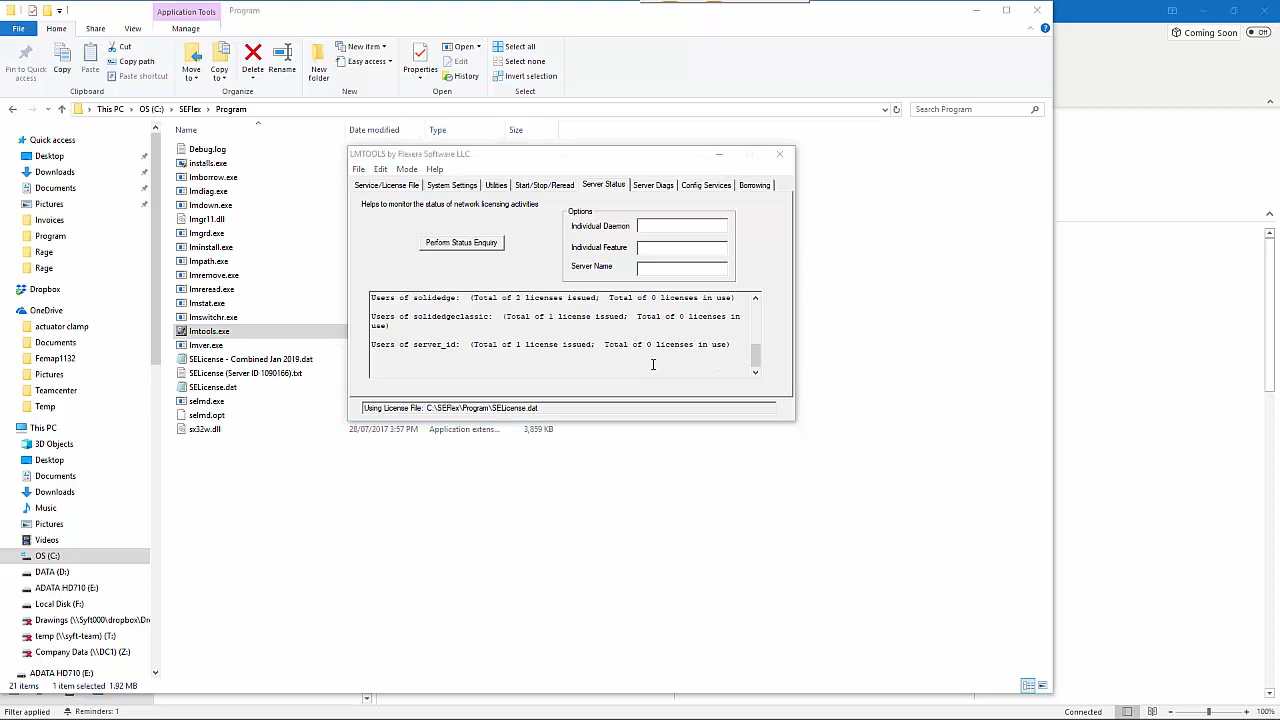 Application Tools
Program
File
Home
Share
View
Manage
Coming Soon
Off
Pin to Quick access
Copy
Paste
Cut
Copy path
Paste shortcut
Move to
Copy to
Delete
Rename
New folder
New item
Easy access
Properties
Open
Edit
History
Select all
Select none
Invert selection
Clipboard
Organize
New
Open
Select
This PC
OS (C:)
SEFlex
Program
Search Program
Name
Date modified
Type
Size
Quick access
Desktop
Downloads
Documents
Pictures
Invoices
Program
Rage
Rage
Dropbox
OneDrive
actuator clamp
Documents
Femap1132
Pictures
Teamcenter
Temp
This PC
3D Objects
Desktop
Documents
Downloads
Music
Pictures
Videos
OS (C:)
DATA (D:)
ADATA HD710 (E:)
Local Disk (F:)
Drawings (\\Syft000\dropbox\Dro
temp (\\syft-team) (T:)
Company Data (\\DC1) (Z:)
ADATA HD710 (E:)
Debug.log
installs.exe
lmborrow.exe
lmdiag.exe
lmdown.exe
lmgr11.dll
lmgrd.exe
lminstall.exe
lmpath.exe
lmremove.exe
lmreread.exe
lmstat.exe
lmswitchr.exe
lmtools.exe
lmver.exe
SELicense - Combined Jan 2019.dat
SELicense (Server ID 1090166).txt
SELicense.dat
selmd.exe
selmd.opt
sx32w.dll
28/07/2017 3:57 PM
Application extens...
3,859 KB
LMTOOLS by Flexera Software LLC
File
Edit
Mode
Help
Service/License File
System Settings
Utilities
Start/Stop/Reread
Server Status
Server Diags
Config Services
Borrowing
Helps to monitor the status of network licensing activities
Options
Individual Daemon
Perform Status Enquiry
Individual Feature
Server Name
Users of solidedge: (Total of 2 licenses issued; Total of 0 licenses in use)
Users of solidedgeclassic: (Total of 1 license issued; Total of 0 licenses in
use)
Users of server_id: (Total of 1 license issued; Total of 0 licenses in use)
Using License File: C:\SEFlex\Program\SELicense.dat
21 items
1 item selected 1.92 MB
Filter applied
Reminders: 1
Connected
100%